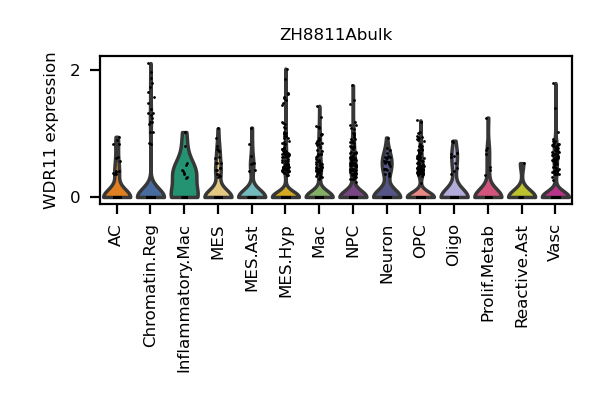 ZH8811Abulk
WDR11 expression
2
0
AC
Chromatin.Reg
Inflammatory.Mac
MES
MES.Ast
MES.Hyp
Mac
NPC
Neuron
OPC
Oligo
Prolif.Metab
Reactive.Ast
Vasc